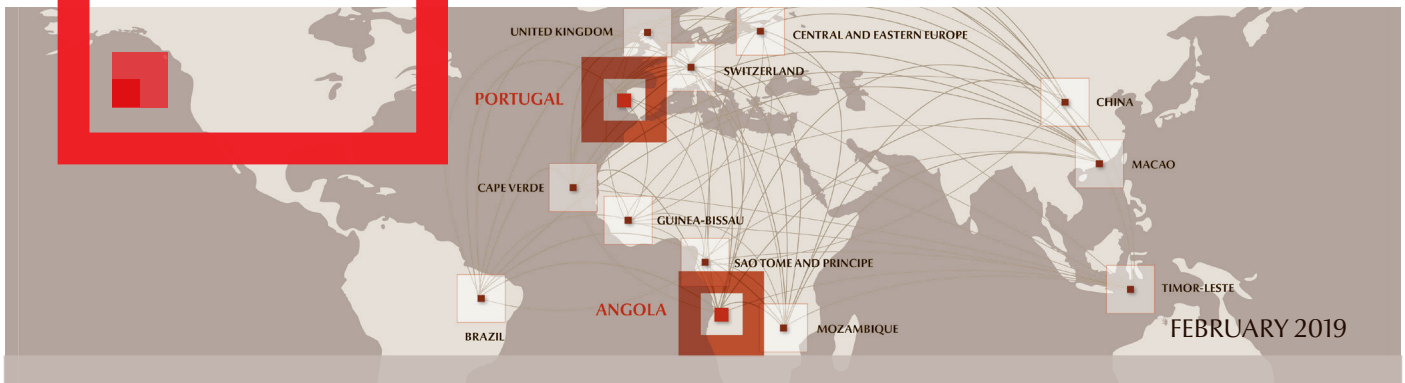 UNITED KINGDOM
CENTRAL AND EASTERN EUROPE
SWITZERLAND
PORTUGAL
CHINA
MACAO
CAPE VERDE
GUINEA-BISSAU
SAO TOME AND PRINCIPE
TIMOR-LESTE
ANGOLA
MOZAMBIQUE
BRAZIL
FEBRUARY 2019